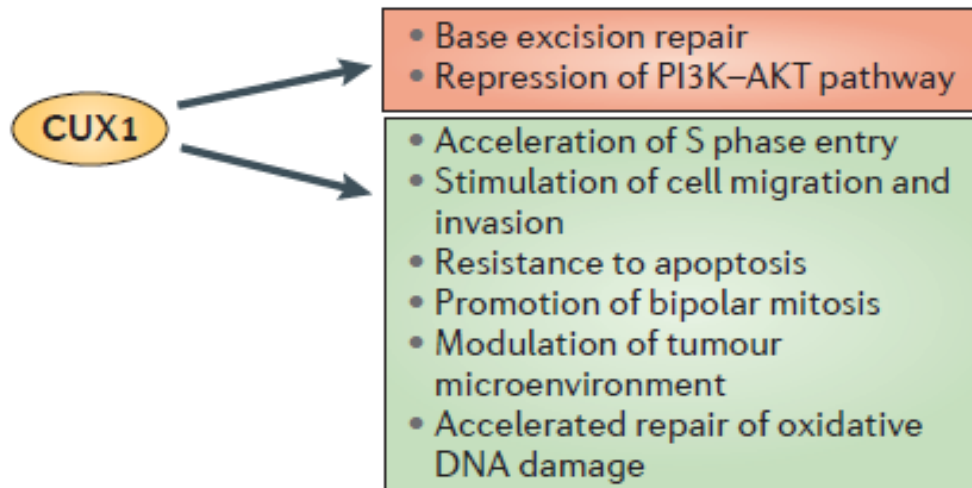 CUX1
• Base excision repair
• Repression of PI3K–AKT pathway
• Acceleration of S phase entry
• Stimulation of cell migration and
invasion
• Resistance to apoptosis
• Promotion of bipolar mitosis
• Modulation of tumour
microenvironment
• Accelerated repair of oxidative
DNA damage